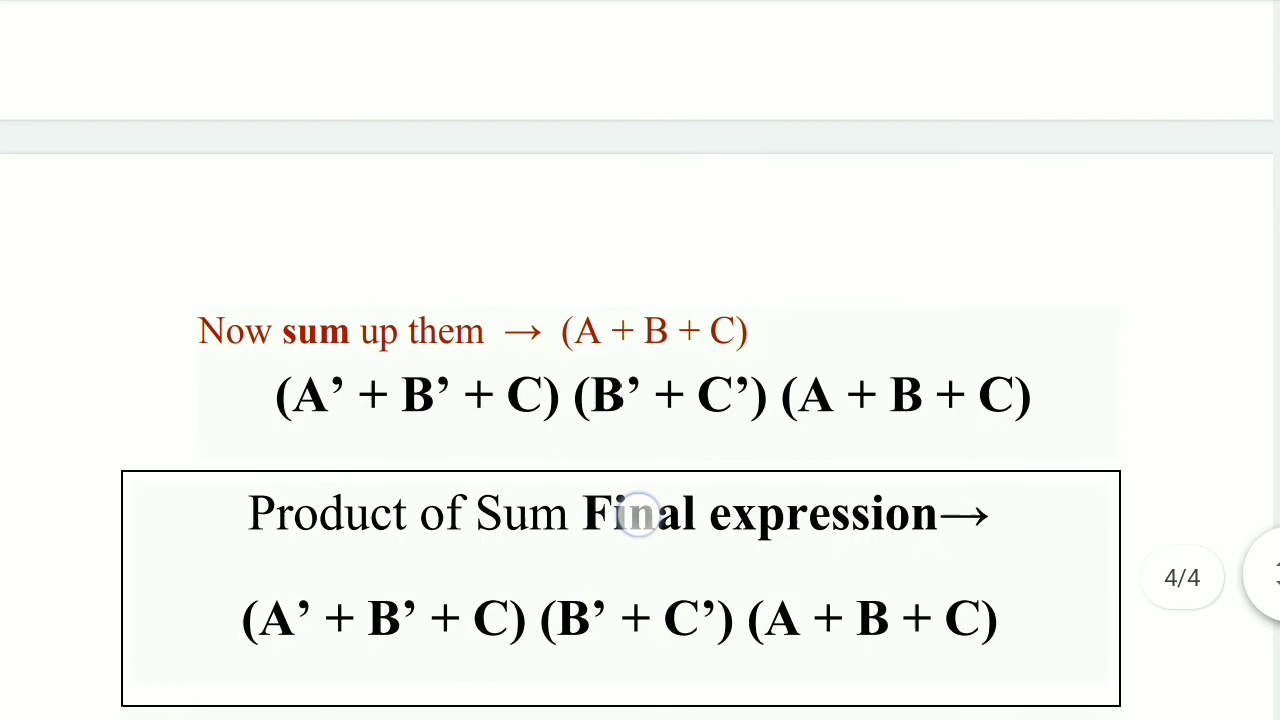 Now sum up them → (A + B + C)
(A’ + B’ + C) (B’ + C’) (A + B + C)
Product of Sum Final expression→
(A’ + B’ + C) (B’ + C’) (A + B + C)
4/4